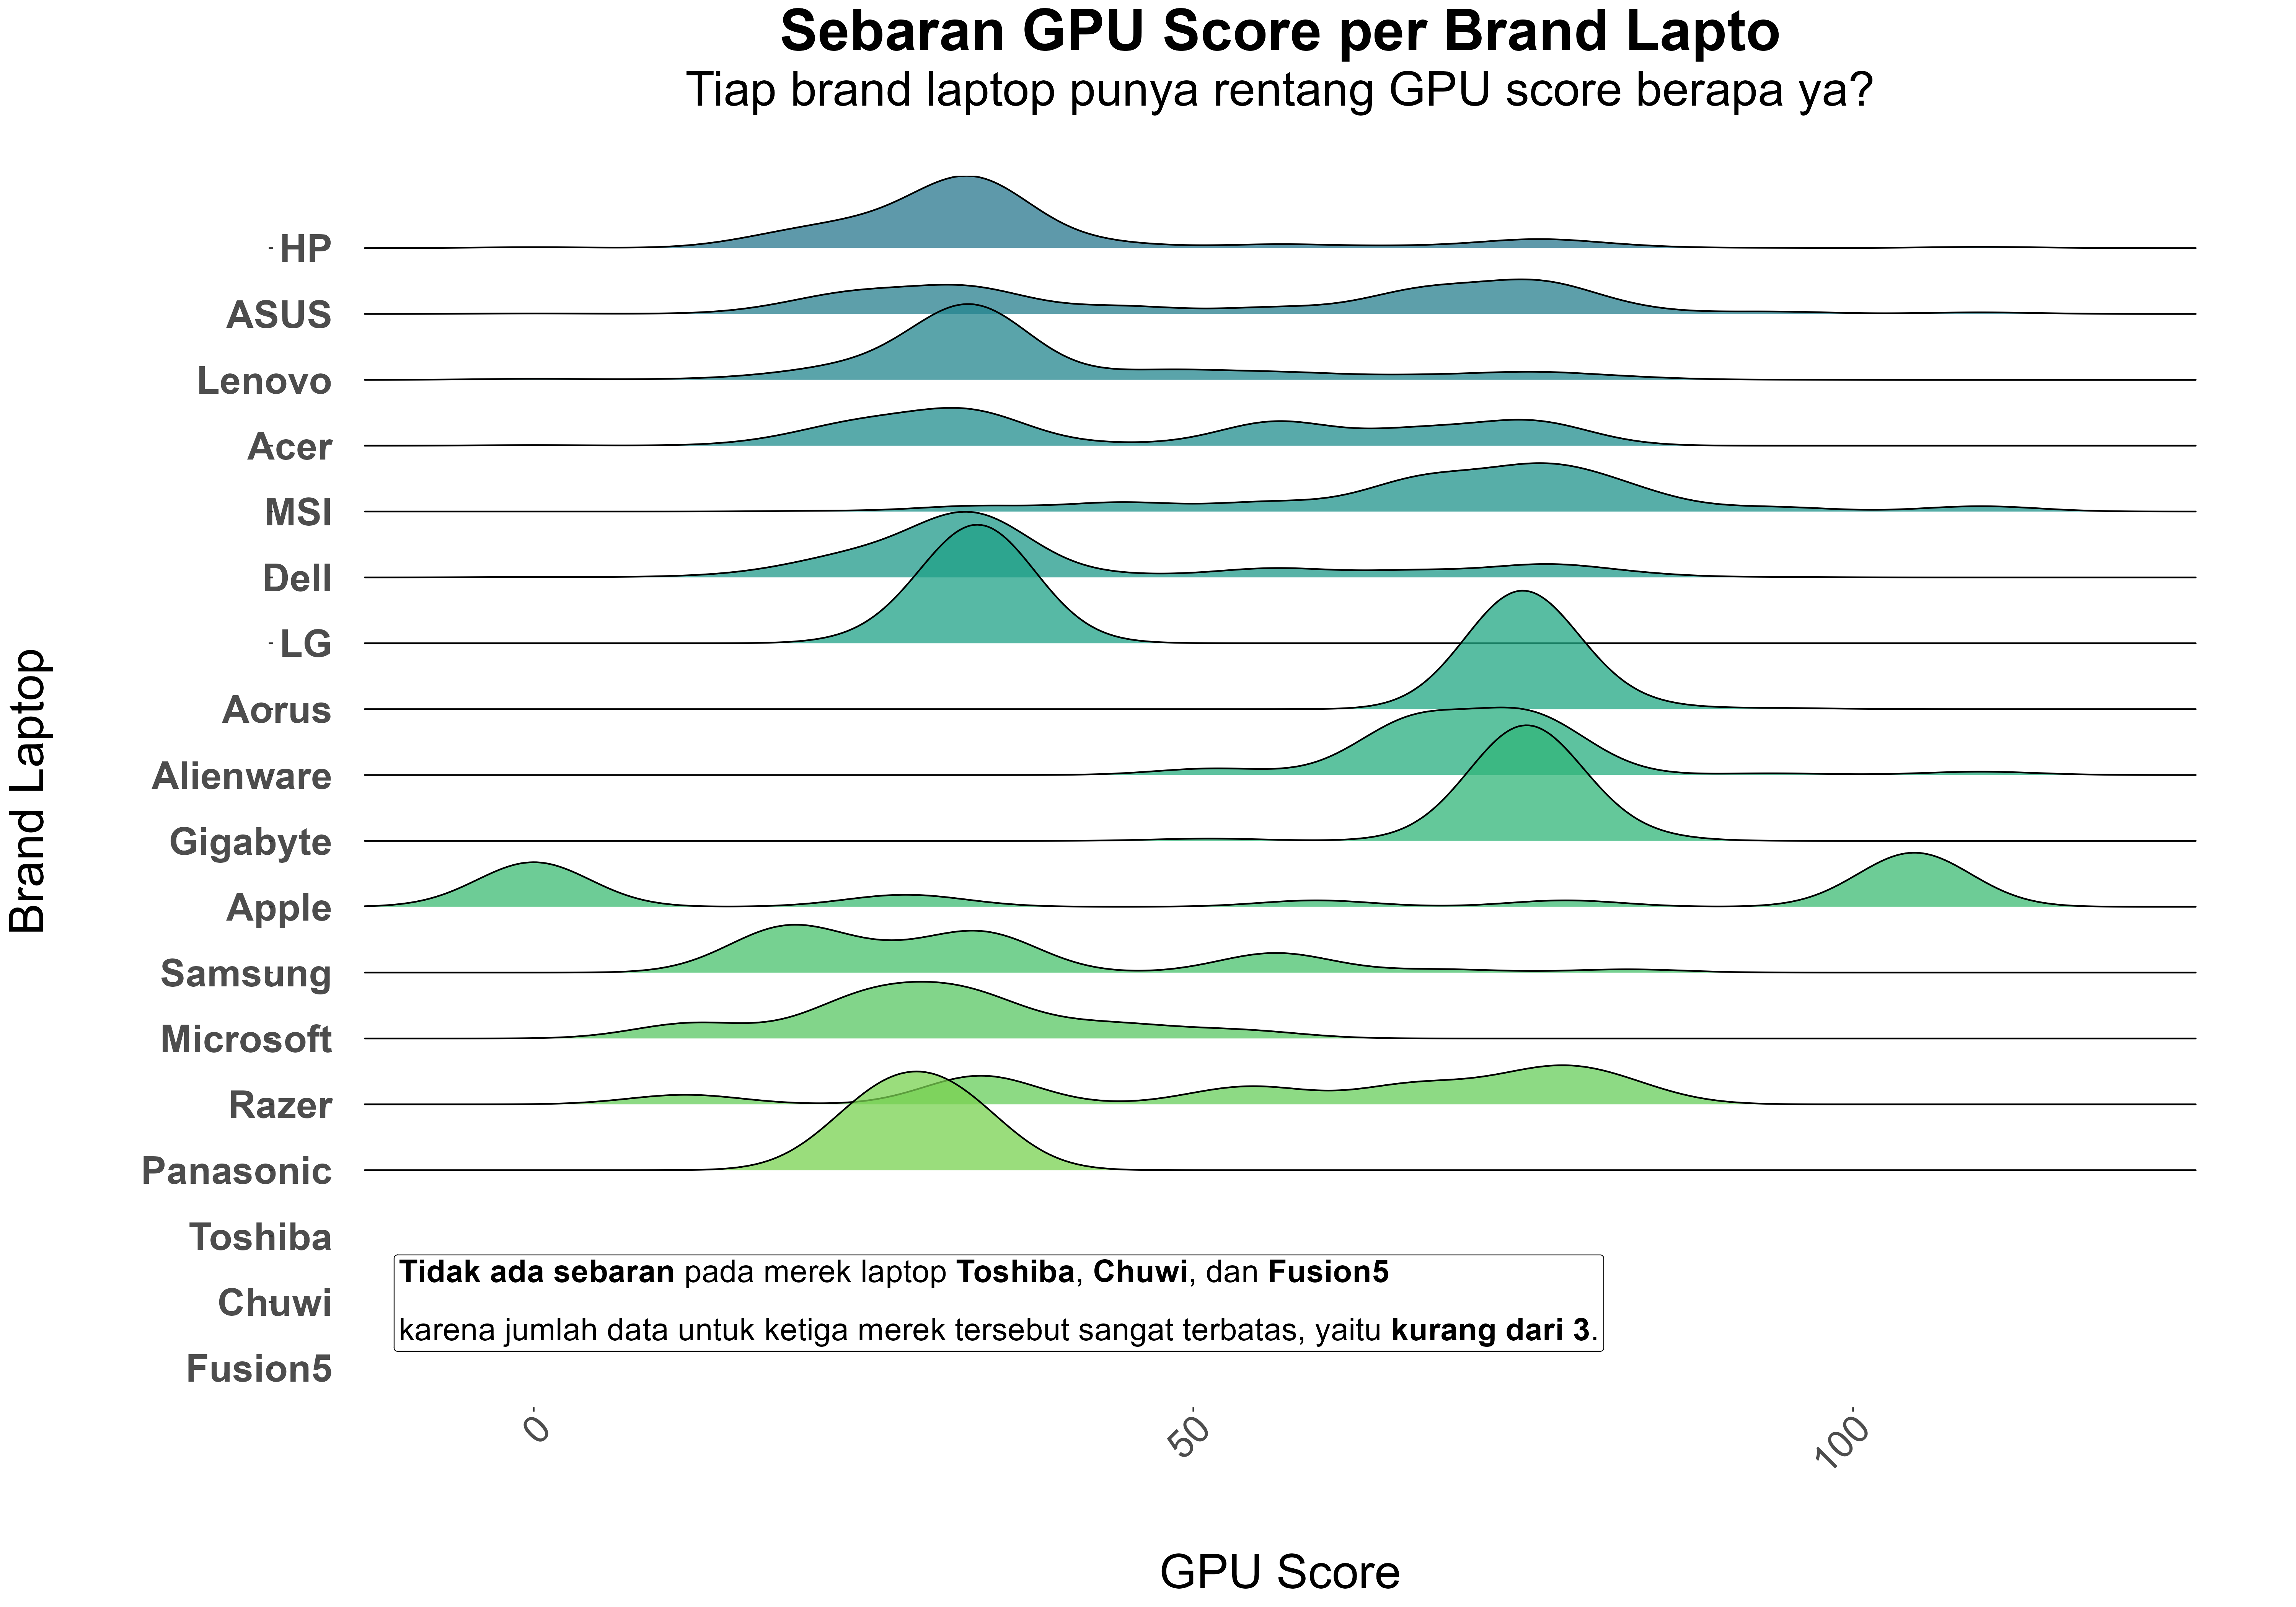 Sebaran GPU Score per Brand Lapto
Tiap brand laptop punya rentang GPU score berapa ya?
Brand Laptop
HP
ASUS
Lenovo
Acer
MSI
Dell
LG
Aorus
Alienware
Gigabyte
Apple
Samsung
Microsoft
Razer
Panasonic
Toshiba
Chuwi
Fusion5
Tidak ada sebaran pada merek laptop Toshiba, Chuwi, dan Fusion5
karena jumlah data untuk ketiga merek tersebut sangat terbatas, yaitu kurang dari 3.
0
50
100
GPU Score